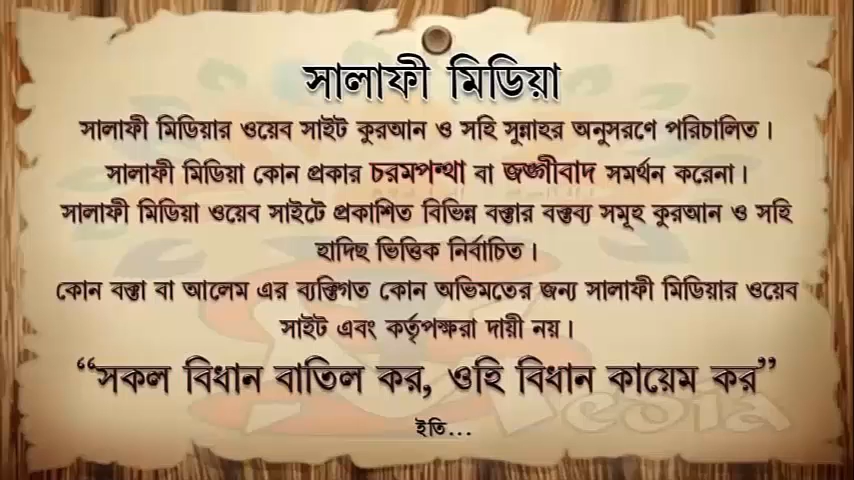 সালাফী মিডিয়া
সালাফী মিডিয়ার ওয়েব সাইট কুরআন ও সহি সুন্নাহর অনুসরণে পরিচালিত।
সালাফী মিডিয়া কোন প্রকার চরমপন্থা বা জঙ্গীবাদ সমর্থন করেনা।
সালাফী মিডিয়া ওয়েব সাইটে প্রকাশিত বিভিন্ন বক্তার বক্তব্য সমূহ কুরআন ও সহি
হাদিছ ভিত্তিক নির্বাচিত।
কোন বক্তা বা আলেম এর ব্যক্তিগত কোন অভিমতের জন্য সালাফী মিডিয়ার ওয়েব
সাইট এবং কর্তৃপক্ষরা দায়ী নয়।
“সকল বিধান বাতিল কর, ওহি বিধান কায়েম কর”
edia
ইতি...